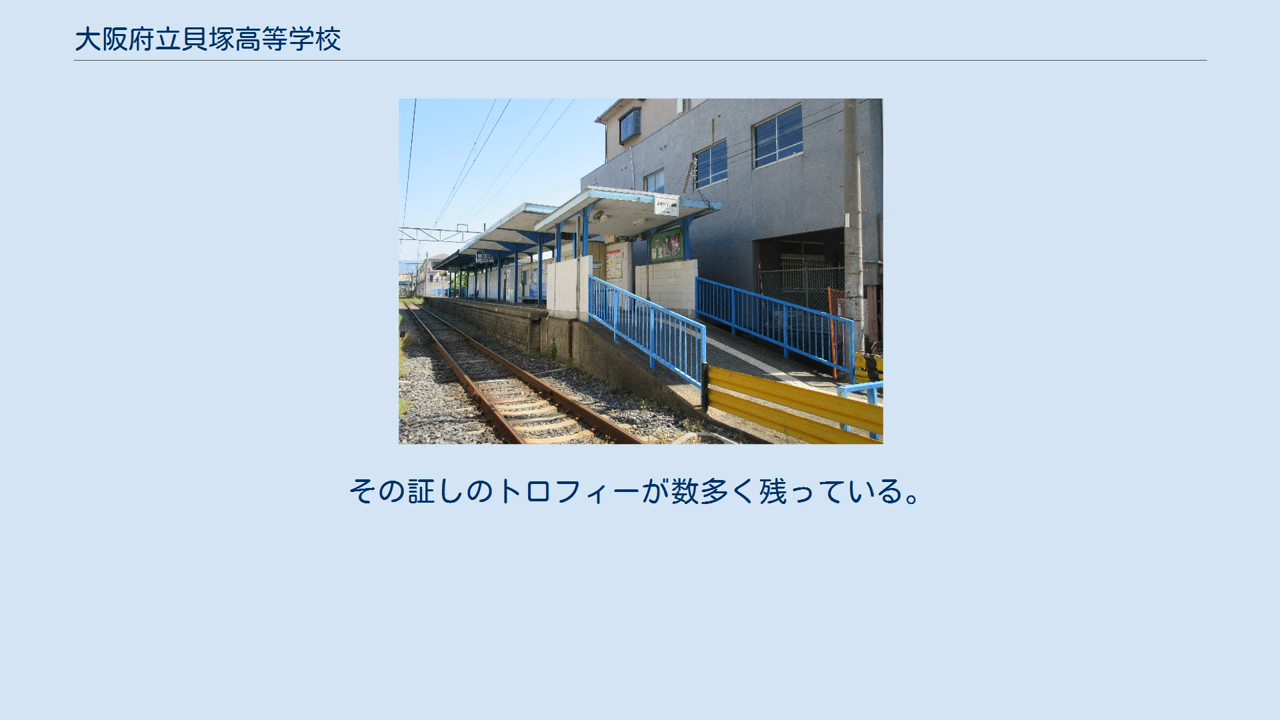 大阪府立貝塚高等学校
その証しのトロフィーが数多く残っている。